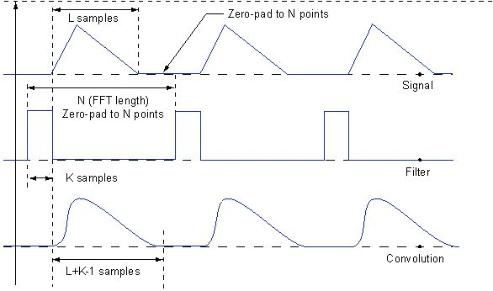 L samples
Zero-pad to N points
Signal
N (FFT length)
Zero-pad to N points
Filter
K samples
Convolution
L+K-1 samples